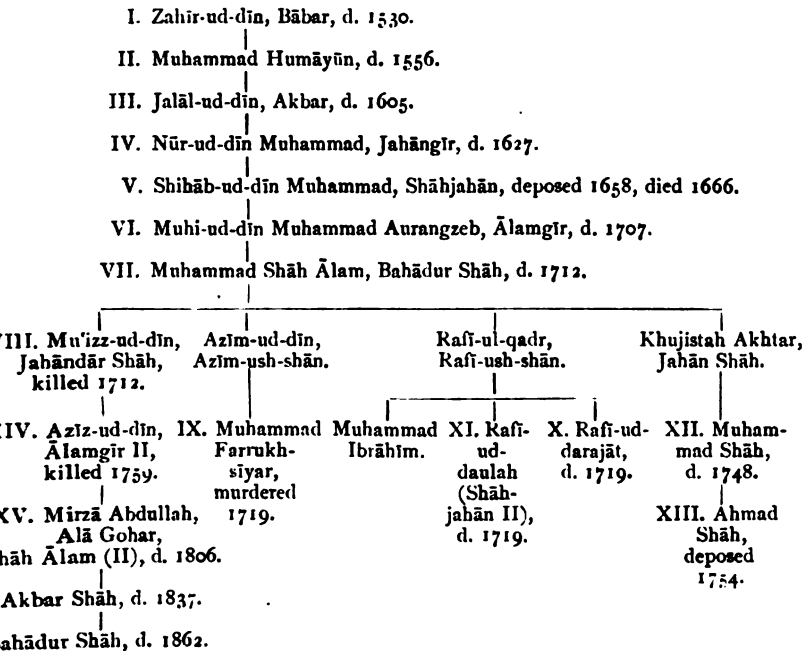 I. Zahīr-ud-dīn, Bābar, d. 1530.
II. Muhammad Humāyūn, d. 1556.
III. Jalāl-ud-dīn, Akbar, d. 1605.
IV. Nūr-ud-dīn Muhammad, Jahāngīr, d. 1627.
V. Shihāb-ud-dīn Muhammad, Shāhjahān, deposed 1658, died 1666.
VI. Muhi-ud-dīn Muhammad Aurangzeb, Ālamgīr, d. 1707.
VII. Muhammad Shāh Ālam, Bahādur Shāh, d. 1712.
VIII. Mu'izz-ud-dīn,
Jahāndār Shāh,
killed 1712.
Azīm-ud-dīn,
Azīm-ush-shān.
Rafī-ul-qadr,
Rafī-ush-shān.
Khujistah Akhtar,
Jahān Shāh.
XIV. Azīz-ud-dīn,
Ālamgīr II,
killed 1759.
IX. Muhammad
Farrukh-
sīyar,
murdered
1719.
Muhammad
Ibrāhīm.
XI. Rafī-
ud-
daulah
(Shāh-
jahān II),
d. 1719.
X. Rafī-ud-
darajāt,
d. 1719.
XII. Muham-
mad Shāh,
d. 1748.
XV. Mirzā Abdullah,
Alā Gohar,
hāh Ālam (II), d. 1806.
XIII. Ahmad
Shāh,
deposed
1754.
Akbar Shāh, d. 1837.
ahādur Shāh, d. 1862.